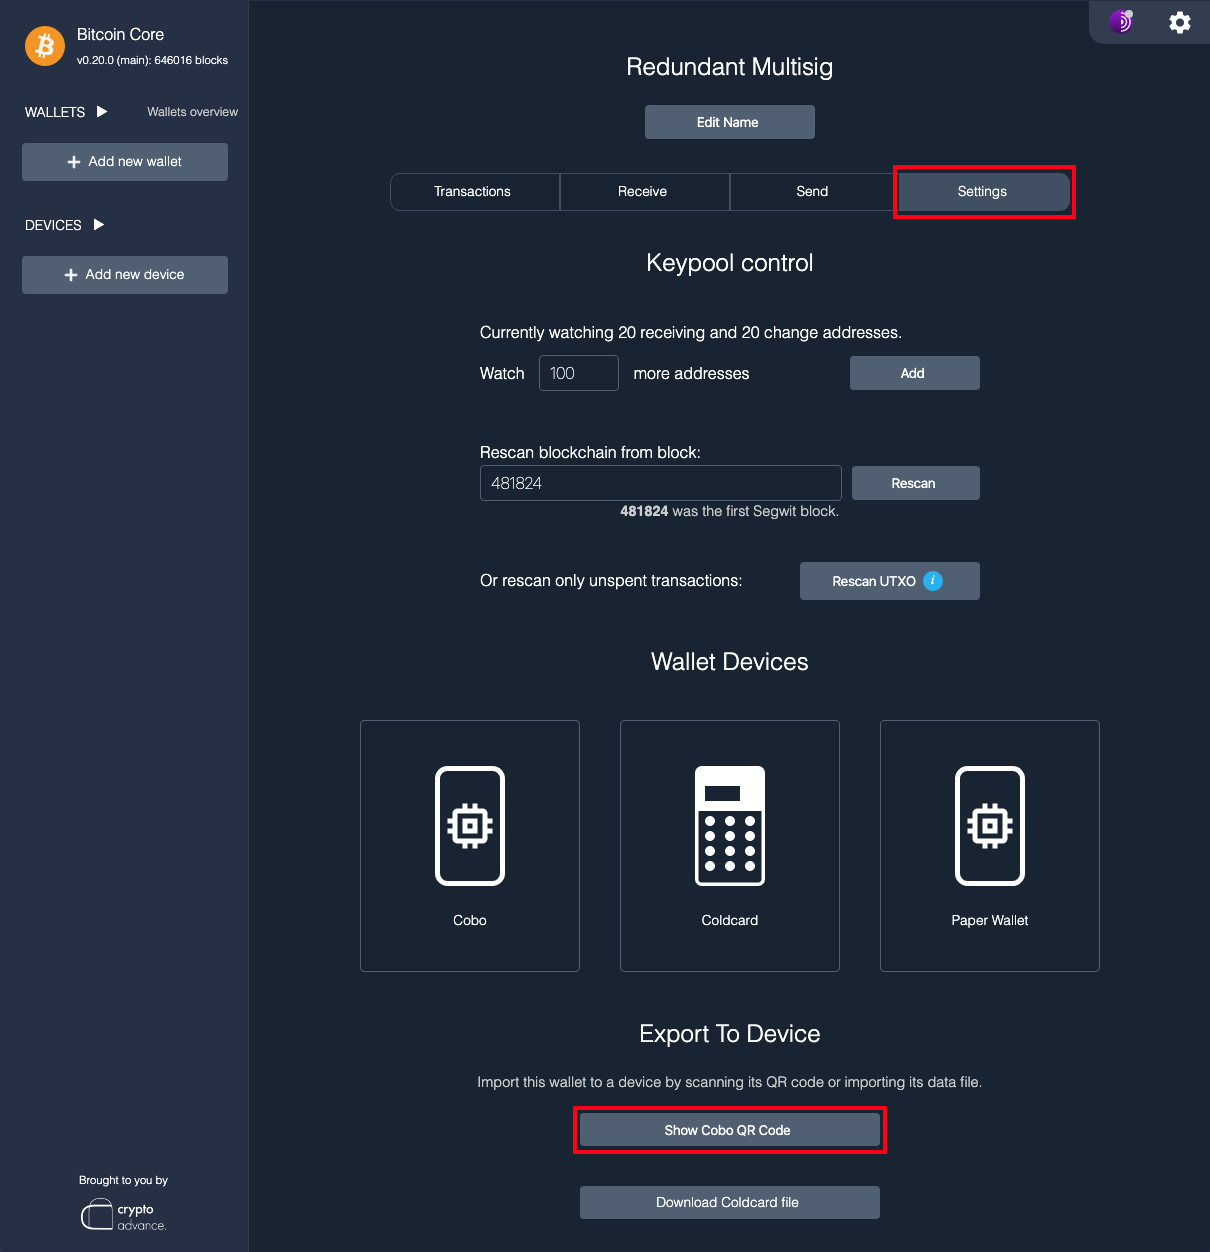 Bitcoin Core
v0.20.0 (main): 646016 blocks
WALLETS
Wallets overview
Add new wallet
DEVICES
Add new device
Brought to you by
crypto
advance.
Redundant Multisig
Edit Name
Transactions
Receive
Send
Settings
Keypool control
Currently watching 20 receiving and 20 change addresses.
Watch 100 more addresses
Add
Rescan blockchain from block:
481824
Rescan
481824 was the first Segwit block.
Or rescan only unspent transactions:
Rescan UTXO i
Wallet Devices
Cobo
Coldcard
Paper Wallet
Export To Device
Import this wallet to a device by scanning its QR code or importing its data file.
Show Cobo QR Code
Download Coldcard file